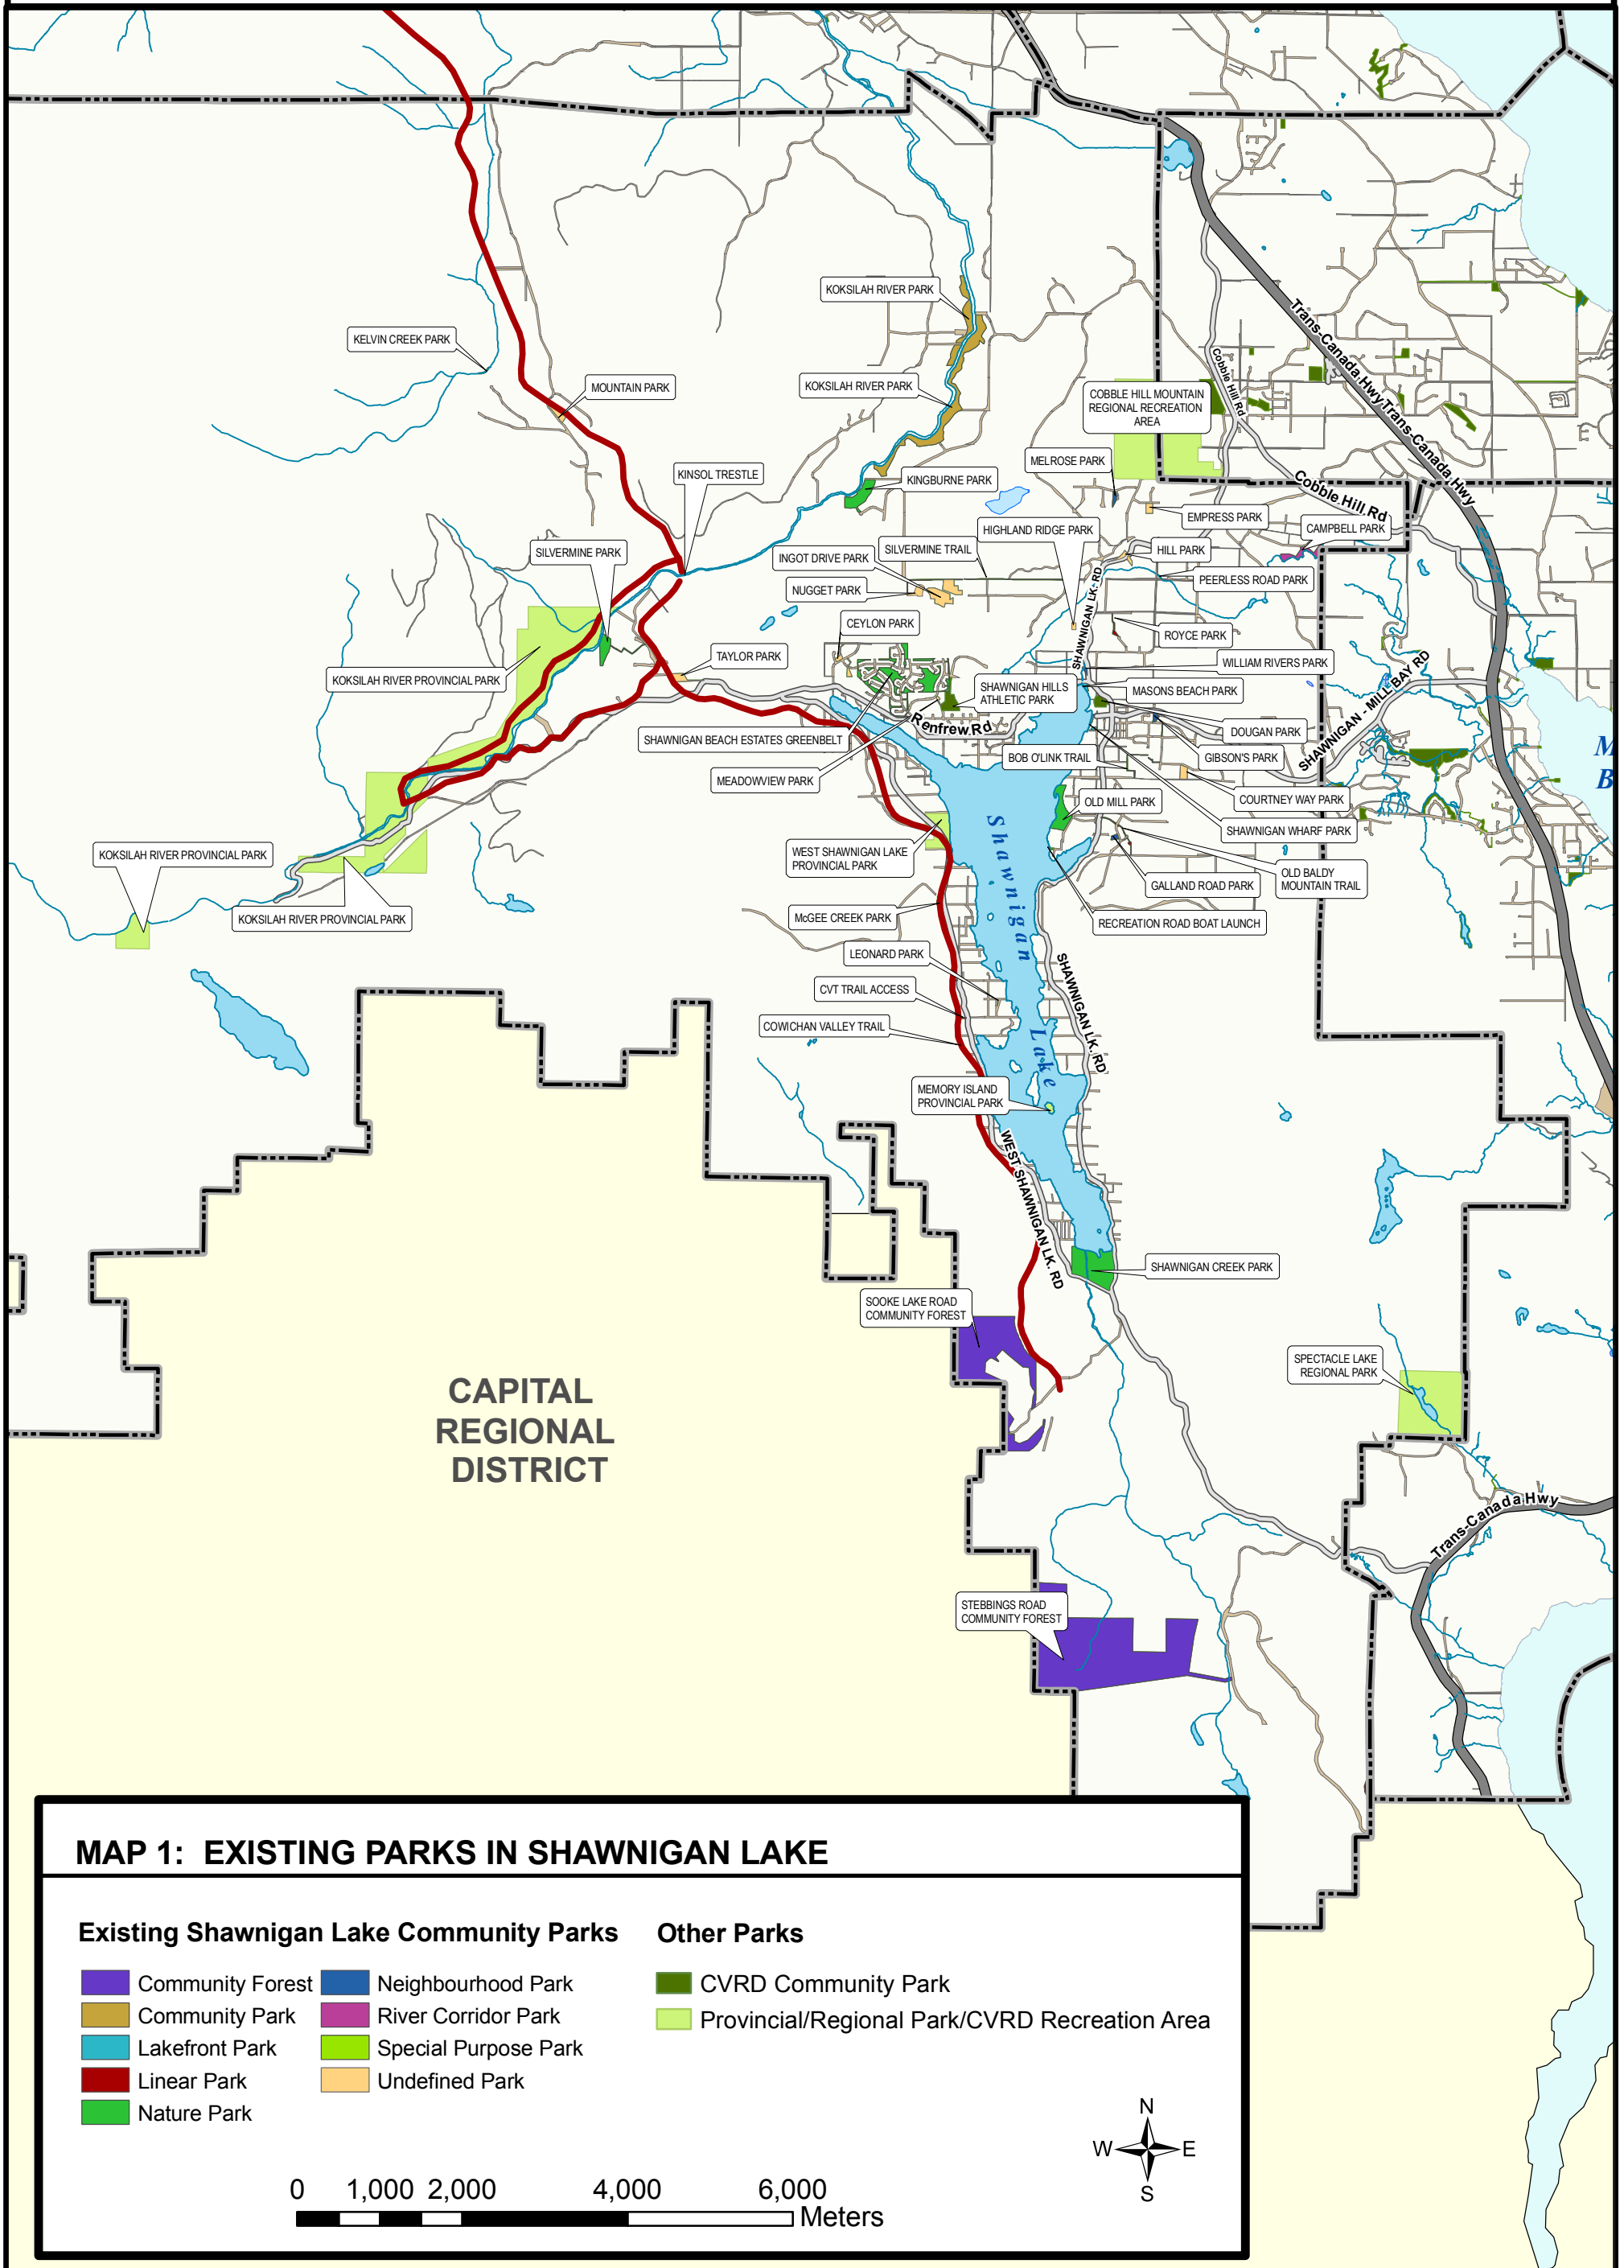 KOKSILAH RIVER PARK
KELVIN CREEK PARK
MOUNTAIN PARK
KOKSILAH RIVER PARK
COBBLE HILL MOUNTAIN
REGIONAL RECREATION
AREA
Trans-Canada Hwy
Trans-Canada Hwy
Cobble Hill Rd
Cobble Hill Rd
KINSOL TRESTLE
KINGBURNE PARK
MELROSE PARK
EMPRESS PARK
CAMPBELL PARK
HIGHLAND RIDGE PARK
SILVERMINE PARK
INGOT DRIVE PARK
SILVERMINE TRAIL
HILL PARK
NUGGET PARK
PEERLESS ROAD PARK
SHAWNIGAN LK. RD
CEYLON PARK
ROYCE PARK
TAYLOR PARK
WILLIAM RIVERS PARK
KOKSILAH RIVER PROVINCIAL PARK
SHAWNIGAN HILLS
ATHLETIC PARK
MASONS BEACH PARK
SHAWNIGAN - MILL BAY RD
Renfrew Rd
SHAWNIGAN BEACH ESTATES GREENBELT
DOUGAN PARK
BOB O'LINK TRAIL
GIBSON'S PARK
M
B
MEADOWVIEW PARK
OLD MILL PARK
COURTNEY WAY PARK
SHAWNIGAN WHARF PARK
WEST SHAWNIGAN LAKE
PROVINCIAL PARK
KOKSILAH RIVER PROVINCIAL PARK
GALLAND ROAD PARK
OLD BALDY
MOUNTAIN TRAIL
KOKSILAH RIVER PROVINCIAL PARK
McGEE CREEK PARK
RECREATION ROAD BOAT LAUNCH
Shawnigan
Lake
LEONARD PARK
SHAWNIGAN LK. RD
CVT TRAIL ACCESS
COWICHAN VALLEY TRAIL
MEMORY ISLAND
PROVINCIAL PARK
WEST SHAWNIGAN LK. RD
SHAWNIGAN CREEK PARK
SOOKE LAKE ROAD
COMMUNITY FOREST
SPECTACLE LAKE
REGIONAL PARK
CAPITAL
REGIONAL
DISTRICT
Trans-Canada Hwy
STEBBINGS ROAD
COMMUNITY FOREST
MAP 1: EXISTING PARKS IN SHAWNIGAN LAKE
Existing Shawnigan Lake Community Parks
Community Forest
Community Park
Lakefront Park
Linear Park
Nature Park
Neighbourhood Park
River Corridor Park
Special Purpose Park
Undefined Park
Other Parks
CVRD Community Park
Provincial/Regional Park/CVRD Recreation Area
N
W E
S
0 1,000 2,000 4,000 6,000
Meters